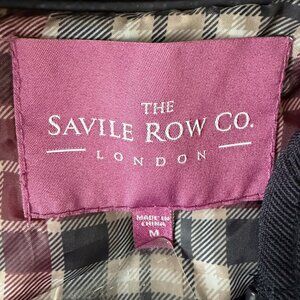 THE
SAVILE ROW CO.
LONDON
MADE IN
CHINA
M